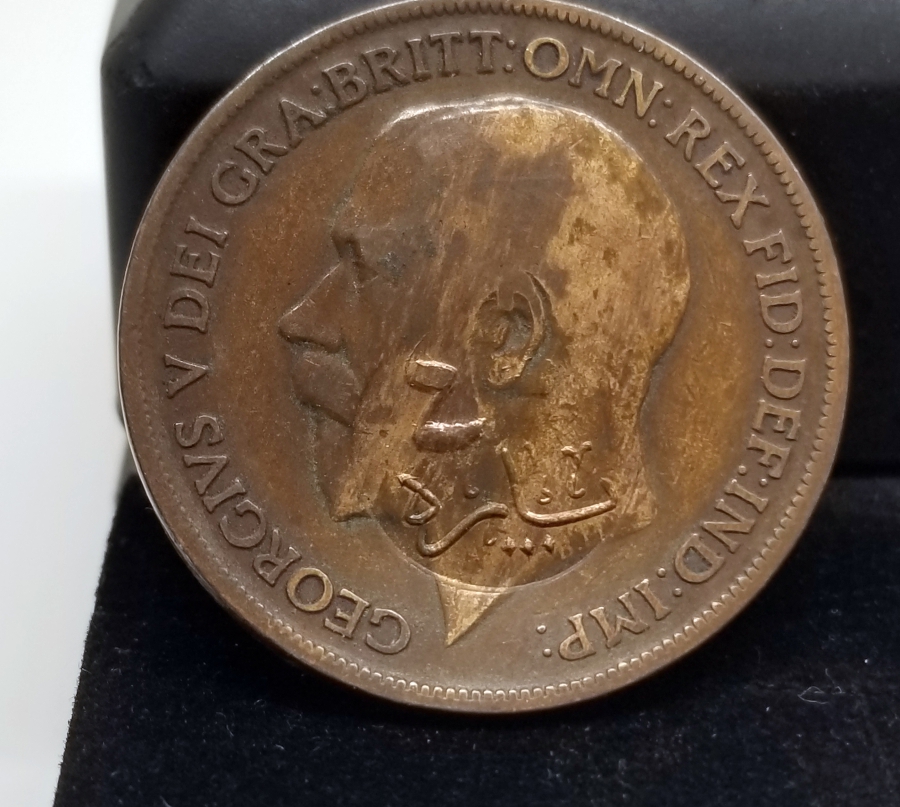 GEORGIVS V DEI GRA:BRITT:OMN:REX FID:DEF:IND:IMP: